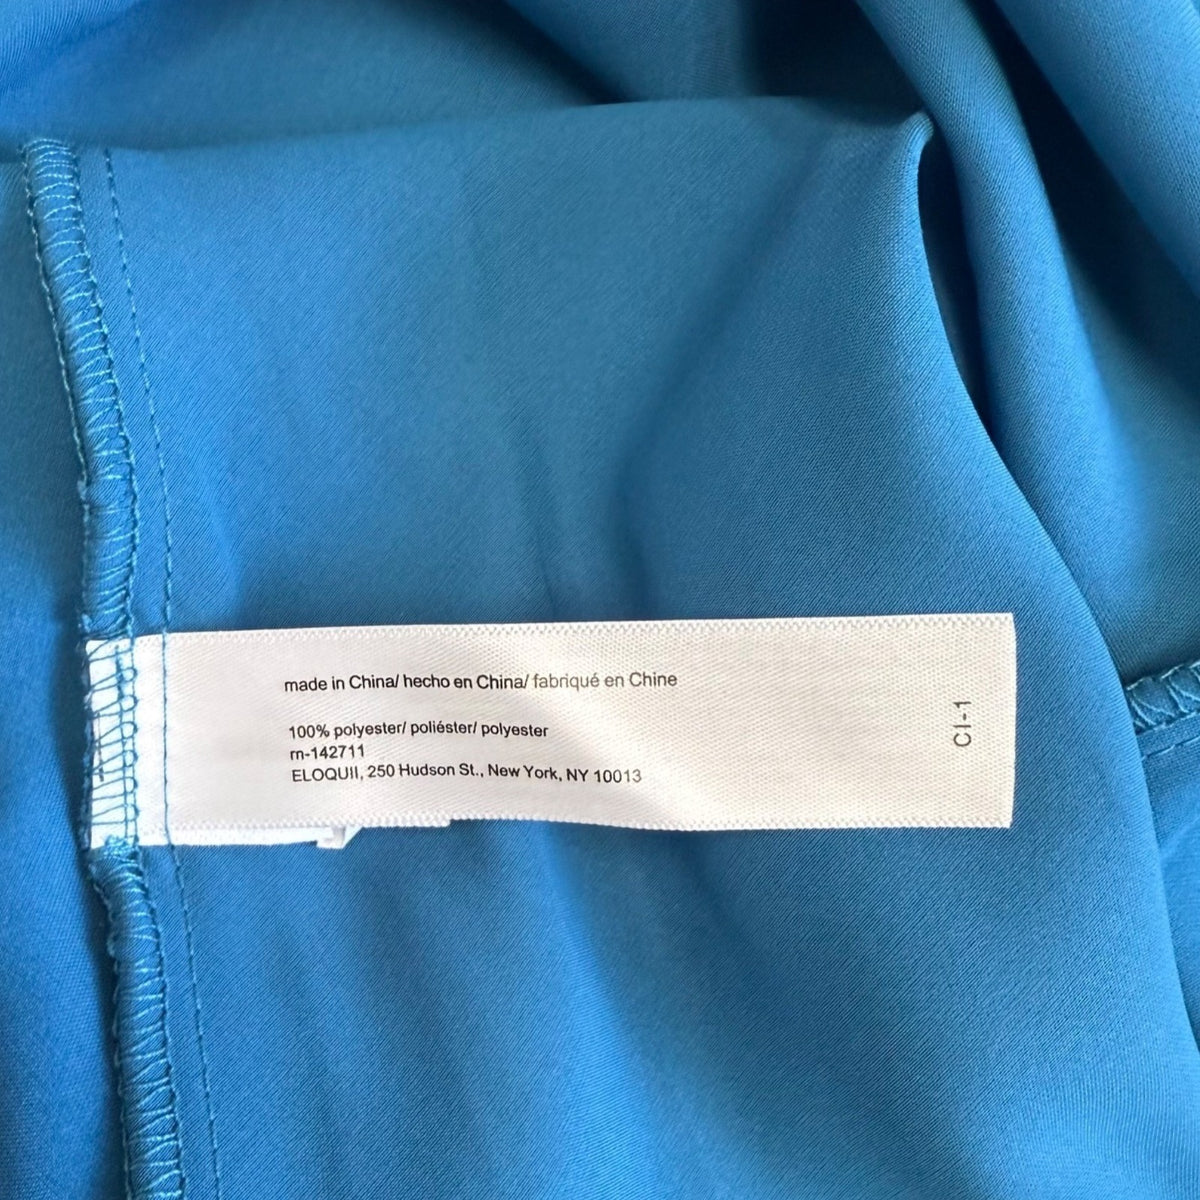 made in China/ hecho en China/ fabriqué en Chine
100% polyester/ poliéster/ polyester
rn-142711
ELOQUII, 250 Hudson St., New York, NY 10013
CI-1